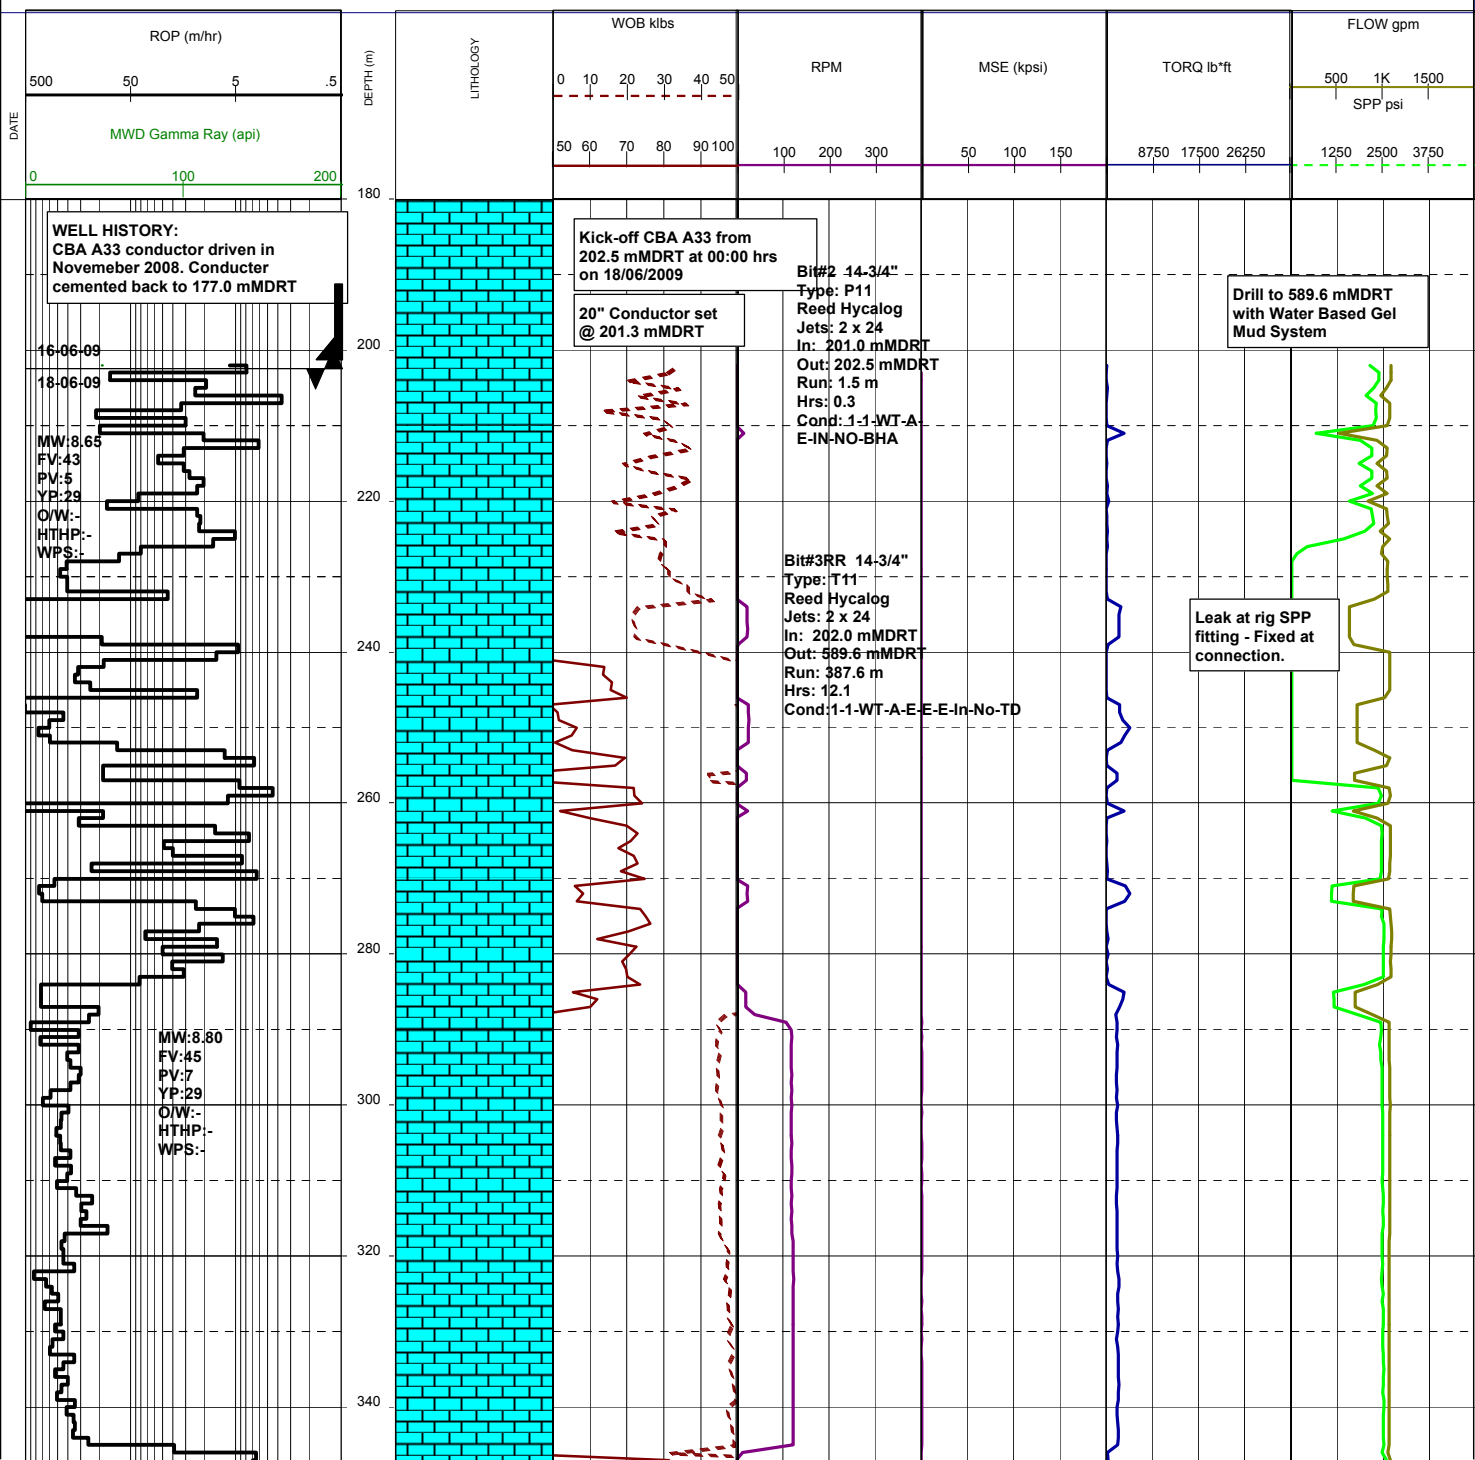 ROP (m/hr)
500 50 5 .5
MWD Gamma Ray (api)
0 100 200
DATE
DEPTH (m)
LITHOLOGY
WOB klbs
0 10 20 30 40 50
50 60 70 80 90 100
RPM
100 200 300
MSE (kpsi)
50 100 150
TORQ lb*ft
8750 17500 26250
FLOW gpm
500 1K 1500
SPP psi
1250 2500 3750
180
200
220
240
260
280
300
320
340
WELL HISTORY:
CBA A33 conductor driven in
Novemeber 2008. Conducter
cemented back to 177.0 mMDRT
16-06-09
18-06-09
MW:8.65
FV:43
PV:5
YP:29
O/W:-
HTHP:-
WPS:-
MW:8.80
FV:45
PV:7
YP:29
O/W:-
HTHP:-
WPS:-
Kick-off CBA A33 from
202.5 mMDRT at 00:00 hrs
on 18/06/2009
20" Conductor set
@ 201.3 mMDRT
Bit#2 14-3/4"
Type: P11
Reed Hycalog
Jets: 2 x 24
In: 201.0 mMDRT
Out: 202.5 mMDRT
Run: 1.5 m
Hrs: 0.3
Cond: 1-1-WT-A-
E-IN-NO-BHA
Bit#3RR 14-3/4"
Type: T11
Reed Hycalog
Jets: 2 x 24
In: 202.0 mMDRT
Out: 589.6 mMDRT
Run: 387.6 m
Hrs: 12.1
Cond:1-1-WT-A-E-E-E-In-No-TD
Drill to 589.6 mMDRT
with Water Based Gel
Mud System
Leak at rig SPP
fitting - Fixed at
connection.